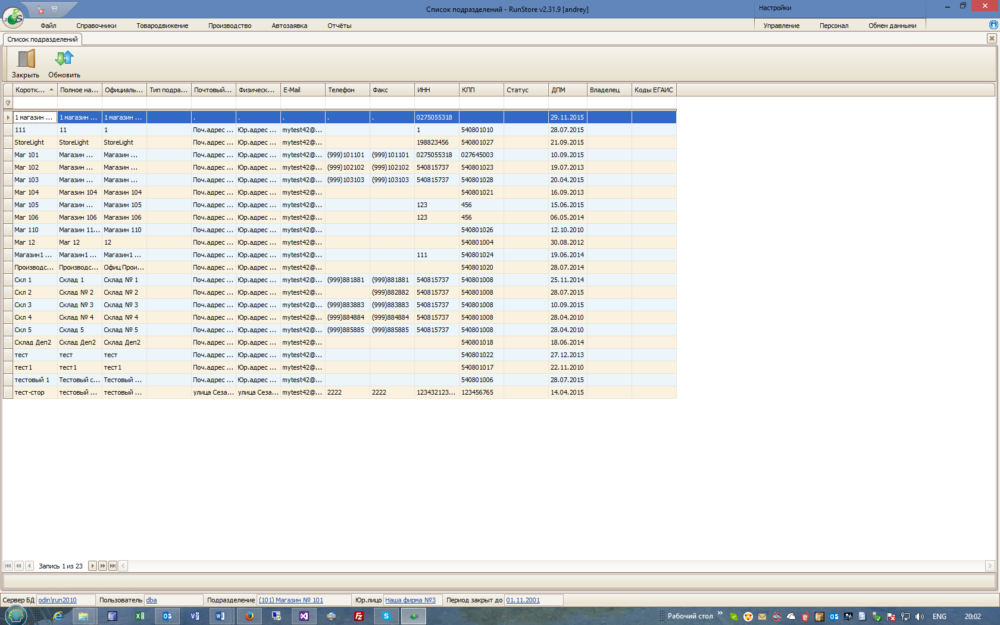 Список подразделений - RunStore v2.31.9 [andrey]
Настройки
Файл Справочники Товародвижение Производство Автозаявка Отчёты Управление Персонал Обмен данными
Список подразделений
Закрыть Обновить
Коротк... Полное на... Официаль... Тип подра... Почтовый... Физическ... E-Mail Телефон Факс ИНН КПП Статус ДПМ Владелец Коды ЕГАИС
1 магазин ... 1 магазин ... 1 магазин ... . . . . . 0275055318 29.11.2015
111 11 1 Поч.адрес ... Юр.адрес ... mytest42@... 1 540801010 28.07.2015
StoreLight StoreLight StoreLight Поч.адрес ... Юр.адрес ... mytest42@... 198823456 540801027 21.09.2015
Маг 101 Магазин ... Магазин ... Поч.адрес ... Юр.адрес ... mytest42@... (999)101101 (999)101101 0275055318 027645003 10.09.2015
Маг 102 Магазин ... Магазин ... Поч.адрес ... Юр.адрес ... mytest42@... (999)102102 (999)102102 540815737 540801023 19.07.2013
Маг 103 Магазин ... Магазин ... Поч.адрес ... Юр.адрес ... mytest42@... (999)103103 (999)103103 540815737 540801028 20.04.2015
Маг 104 Магазин 104 Магазин 104 Поч.адрес ... Юр.адрес ... mytest42@... 540801021 16.09.2013
Маг 105 Магазин ... Магазин 105 Поч.адрес ... Юр.адрес ... mytest42@... 123 456 15.06.2015
Маг 106 Магазин 106 Магазин 106 Поч.адрес ... Юр.адрес ... mytest42@... 123 456 06.05.2014
Маг 110 Магазин 11... Магазин 110 Поч.адрес ... Юр.адрес ... mytest42@... 540801026 12.10.2010
Маг 12 Маг 12 12 Поч.адрес ... Юр.адрес ... mytest42@... 540801004 30.08.2012
Магазин1 ... Магазин1 ... Магазин1 ... Поч.адрес ... Юр.адрес ... mytest42@... 111 540801024 19.06.2014
Производс... Производс... Офиц Прои... Поч.адрес ... Юр.адрес ... mytest42@... 540801020 28.07.2014
Скл 1 Склад 1 Склад № 1 Поч.адрес ... Юр.адрес ... mytest42@... (999)881881 (999)881881 540815737 540801008 25.11.2014
Скл 2 Склад № 2 Склад № 2 Поч.адрес ... Юр.адрес ... mytest42@... (999)882882 540815737 540801008 28.07.2015
Скл 3 Склад № 3 Склад № 3 Поч.адрес ... Юр.адрес ... mytest42@... (999)883883 (999)883883 540815737 540801008 10.09.2015
Скл 4 Склад № 4 Склад № 4 Поч.адрес ... Юр.адрес ... mytest42@... (999)884884 (999)884884 540815737 540801008 28.04.2010
Скл 5 Склад 5 Склад № 5 Поч.адрес ... Юр.адрес ... mytest42@... (999)885885 (999)885885 540815737 540801008 28.04.2010
Склад Деп2 Склад Деп2 Склад Деп2 Поч.адрес ... Юр.адрес ... mytest42@... 540801018 18.06.2014
тест тест тест Поч.адрес ... Юр.адрес ... mytest42@... 540801022 27.12.2013
тест1 тест1 тест1 Поч.адрес ... Юр.адрес ... mytest42@... 540801017 22.11.2010
тестовый 1 Тестовый с... Тестовый ... Поч.адрес ... Юр.адрес ... mytest42@... 540801006 28.07.2015
тест-стор тестовый ... тестовый ... улица Сеза... улица Сеза... mytest42@... 2222 2222 123432123... 123456765 14.04.2015
Запись 1 из 23
Сервер БД odin\run2010 Пользователь dba Подразделение (101) Магазин № 101 Юр.лицо Наша фирма №3 Период закрыт до 01.11.2001
Рабочий стол ENG 20:02